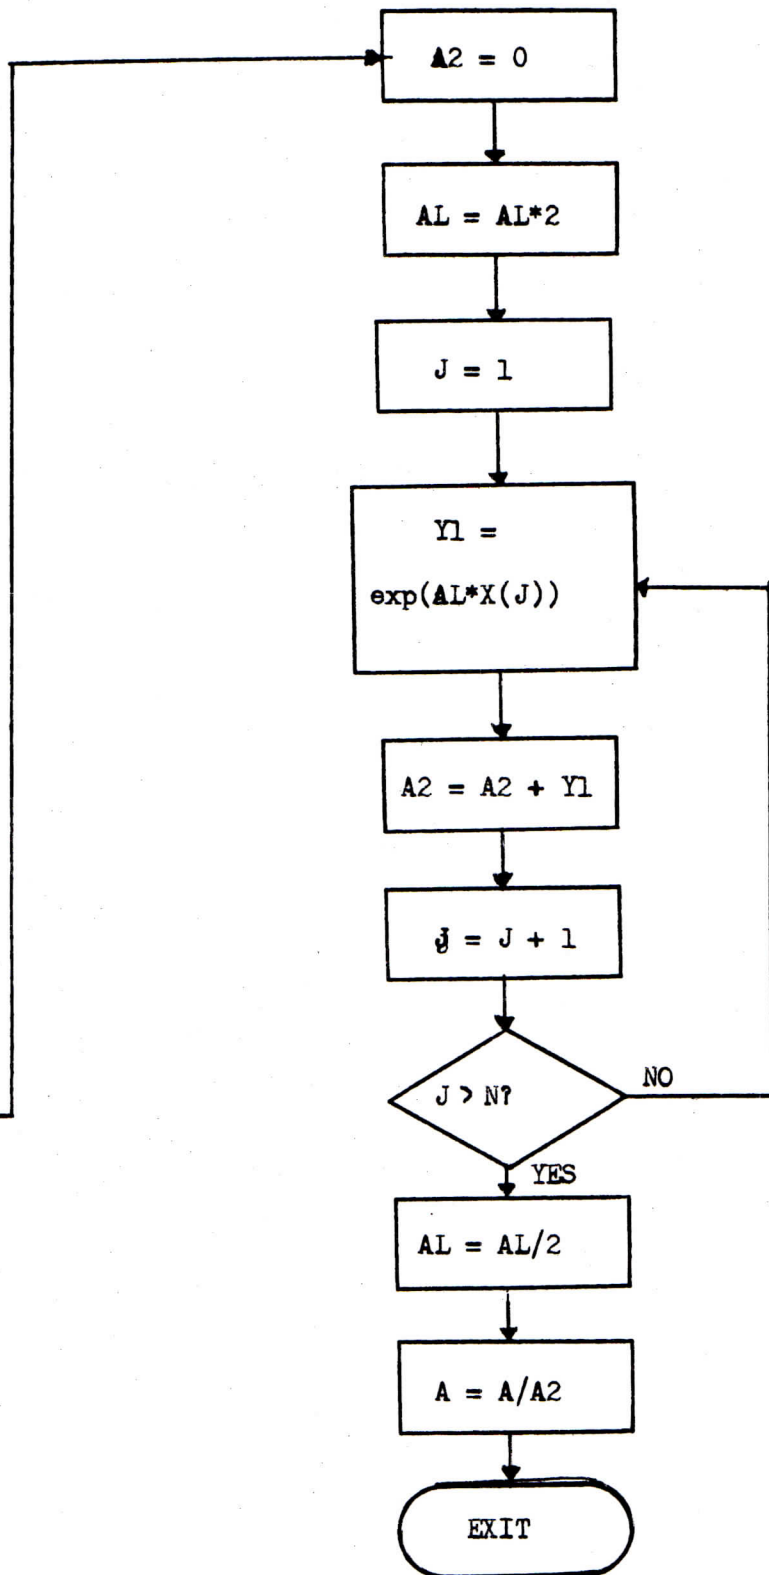 A2 = 0
AL = AL*2
J = 1
Y1 =
exp(AL*X(J))
A2 = A2 + Y1
J = J + 1
J > N?
NO
YES
AL = AL/2
A = A/A2
EXIT